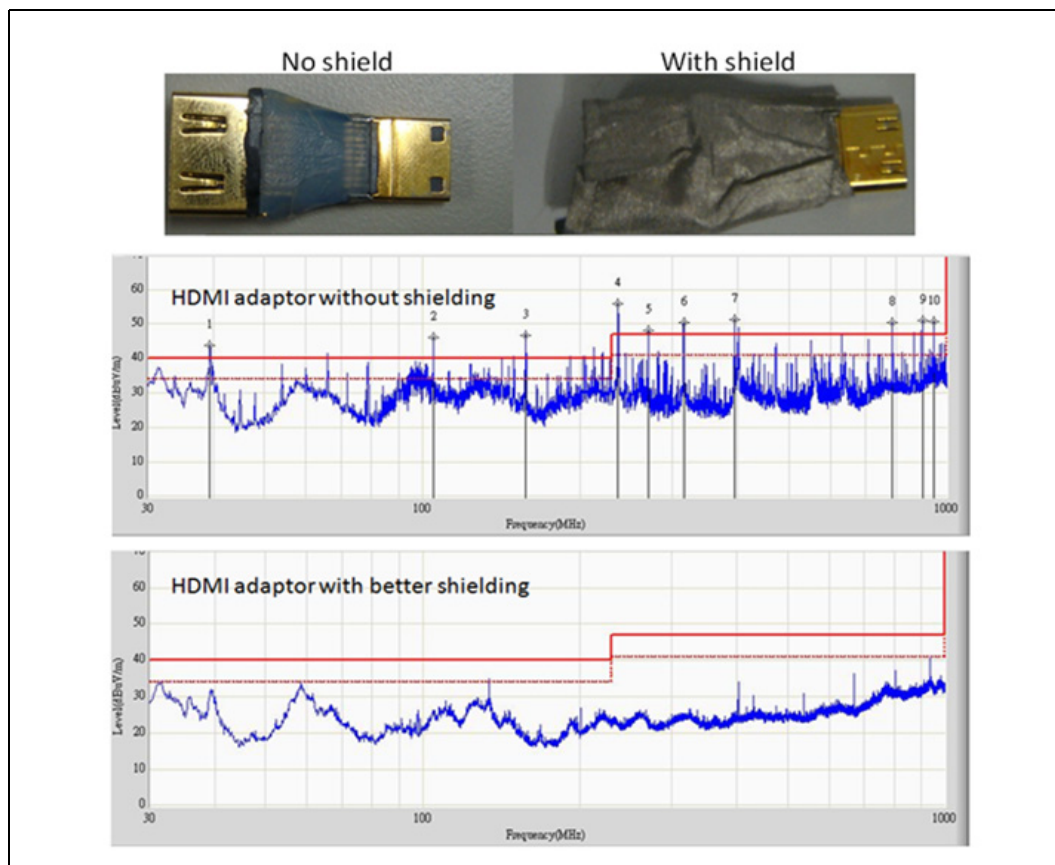 No shield With shield
70
60
50
40
30
20
10
0
Level(dBuV/m)
HDMI adaptor without shielding
1 2 3 4 5 6 7 8 9 10
30 100 1000
Frequency(MHz)
70
60
50
40
30
20
10
0
Level(dBuV/m)
HDMI adaptor with better shielding
30 100 1000
Frequency(MHz)